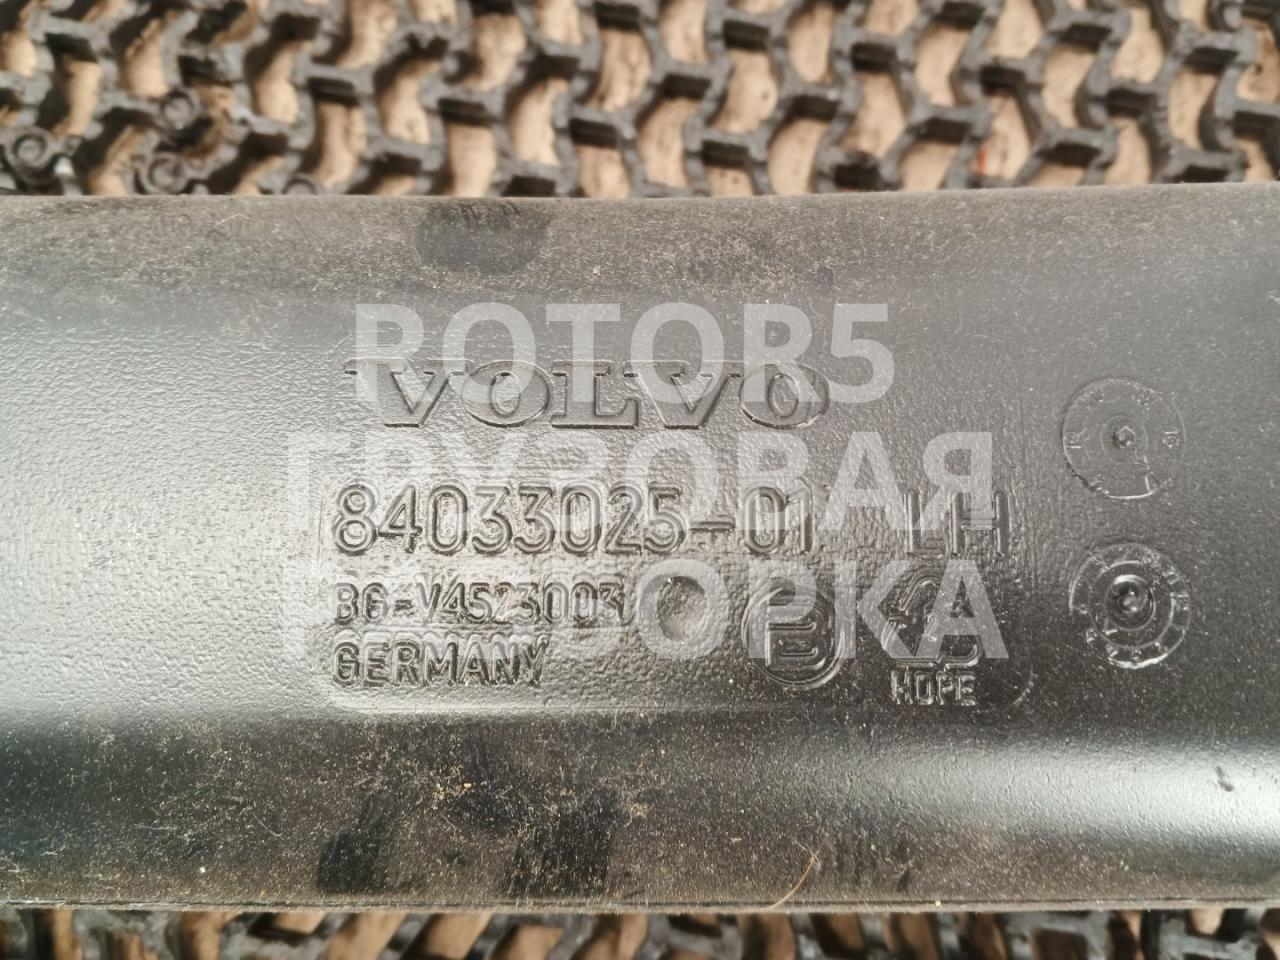 ROTOR5
VOLVO
ГРУЗОВАЯ
84033025-01 LH
РАЗБОРКА
BG-V4523003
GERMANY
HDPE